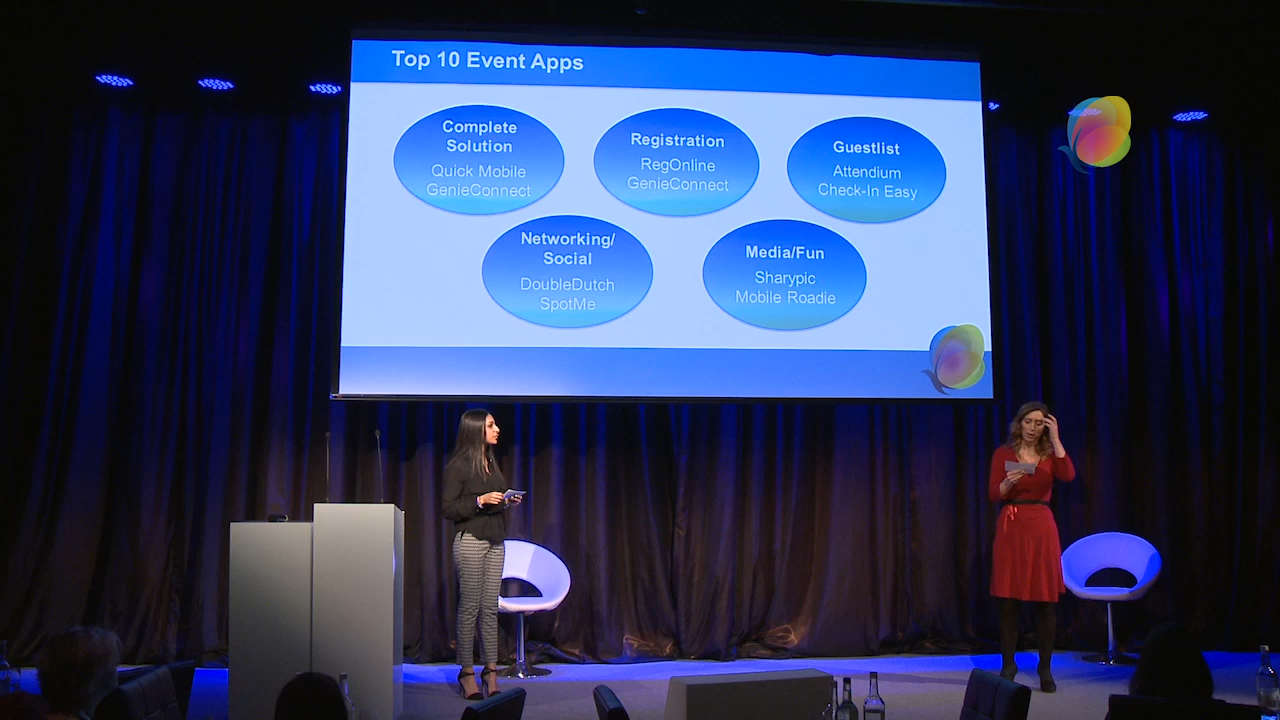 Top 10 Event Apps
Complete
Solution
Quick Mobile
GenieConnect
Registration
RegOnline
GenieConnect
Guestlist
Attendium
Check-In Easy
Networking/
Social
DoubleDutch
SpotMe
Media/Fun
Sharypic
Mobile Roadie